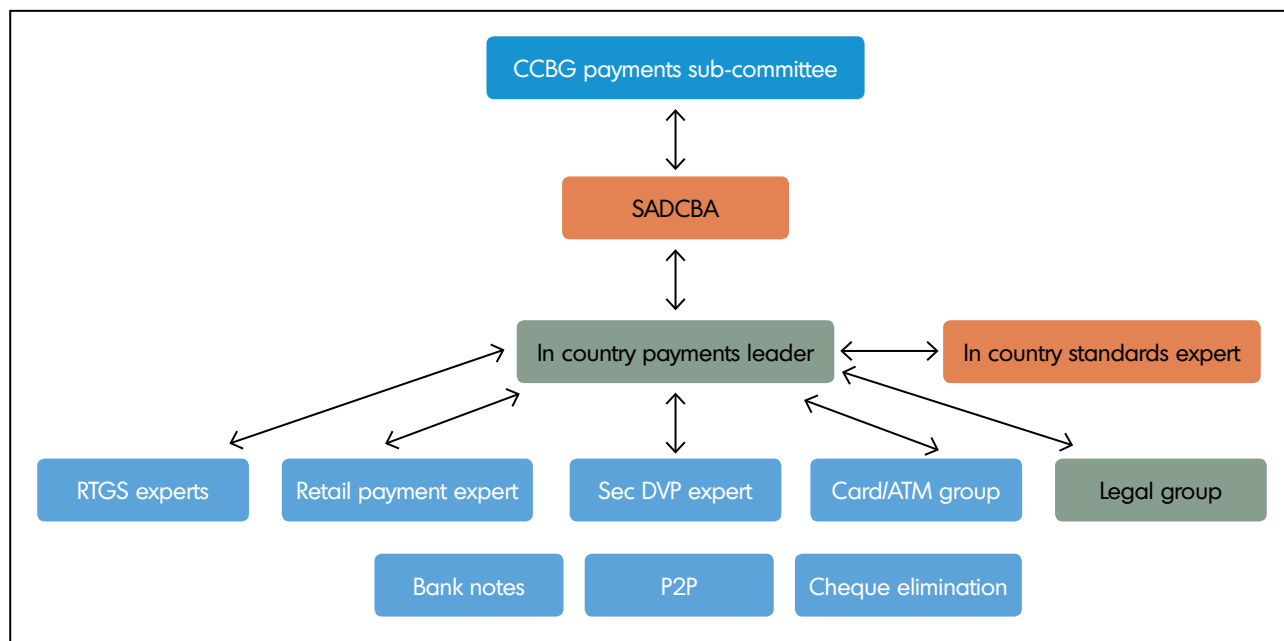 CCBG payments sub-committee
SADCBA
In country payments leader
In country standards expert
RTGS experts
Retail payment expert
Sec DVP expert
Card/ATM group
Legal group
Bank notes
P2P
Cheque elimination